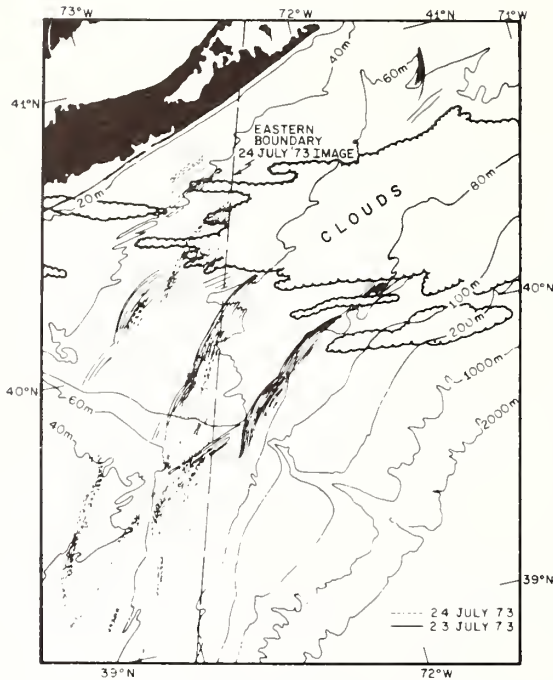 73°W
72°W
41°N
71°W
40m
60m
41°N
EASTERN
BOUNDARY
24 JULY '73 IMAGE
20m
CLOUDS
80m
40°N
100m
200m
1000m
40°N
60m
2000m
40m
39°N
24 JULY 73
23 JULY 73
39°N
72°W